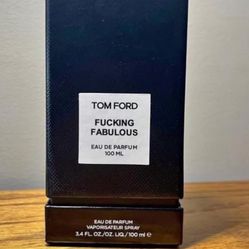 TOM FORD
FUCKING
FABULOUS
EAU DE PARFUM
100 ML
EAU DE PARFUM
VAPORISATEUR SPRAY
3.4 FL.OZ./OZ. LIQ./100 ml ℮